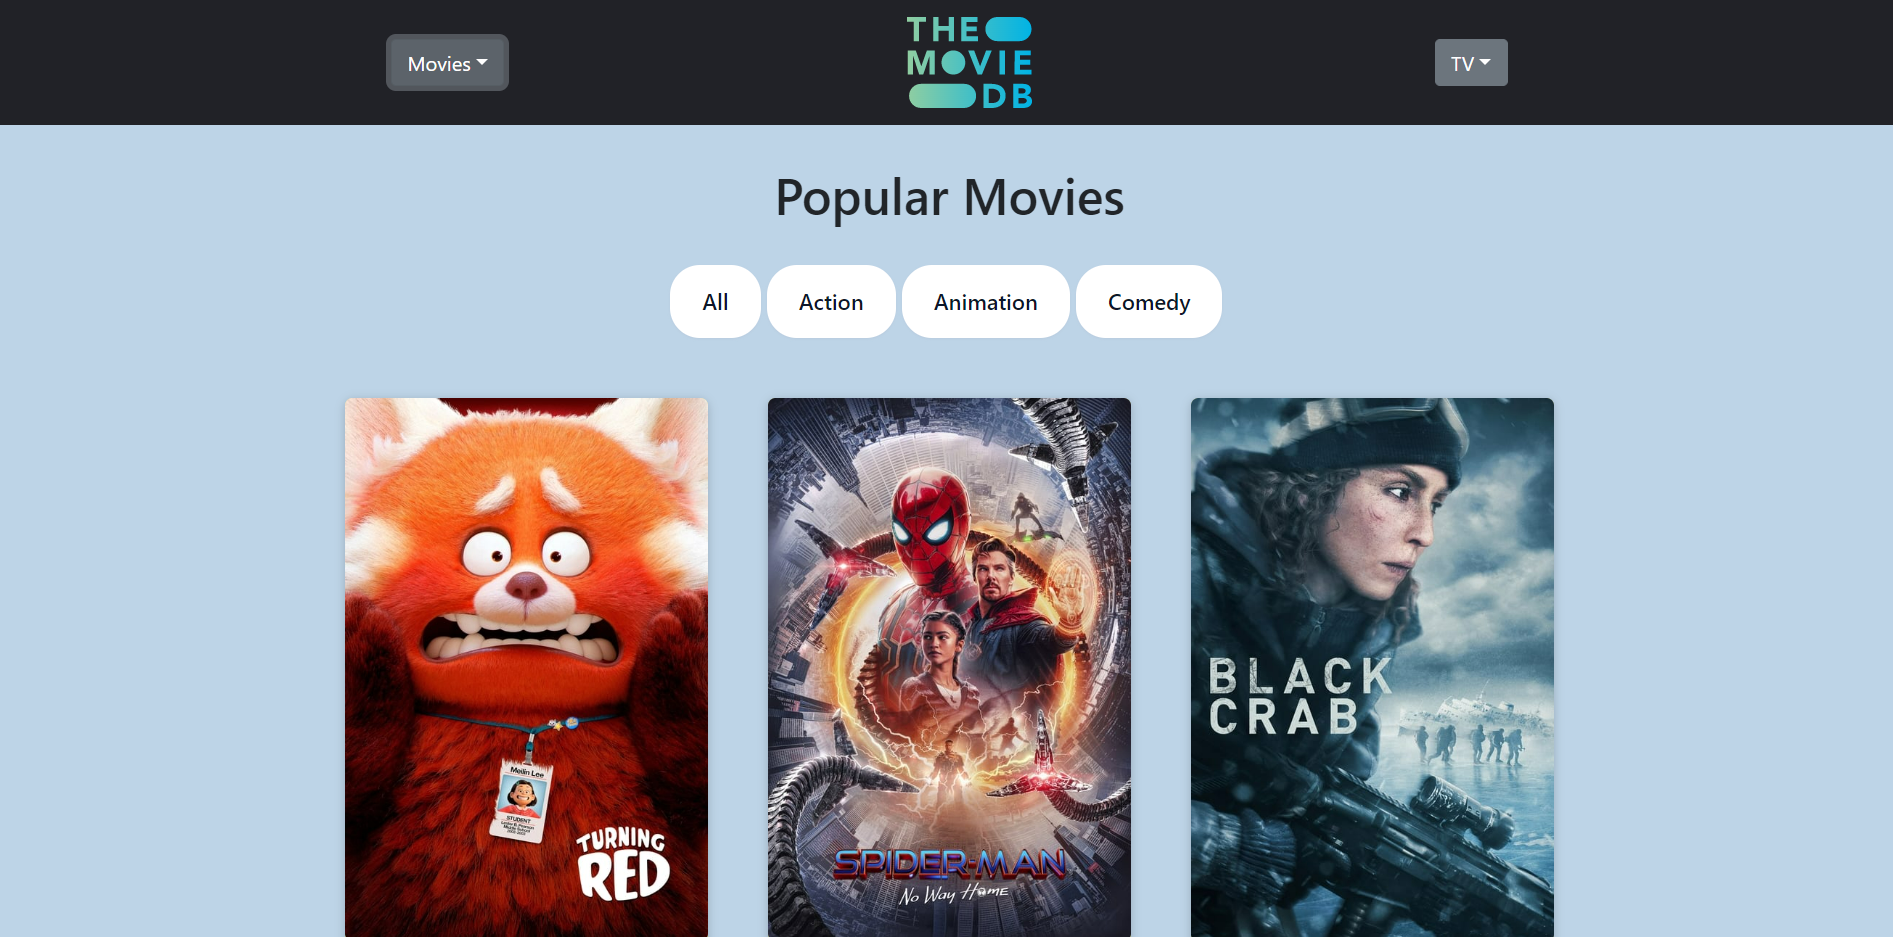 Movies
THE
MOVIE
DB
TV
Popular Movies
All
Action
Animation
Comedy
Meilin Lee
STUDENT
TURNING
RED
SPIDER-MAN
No Way Home
BLACK
CRAB